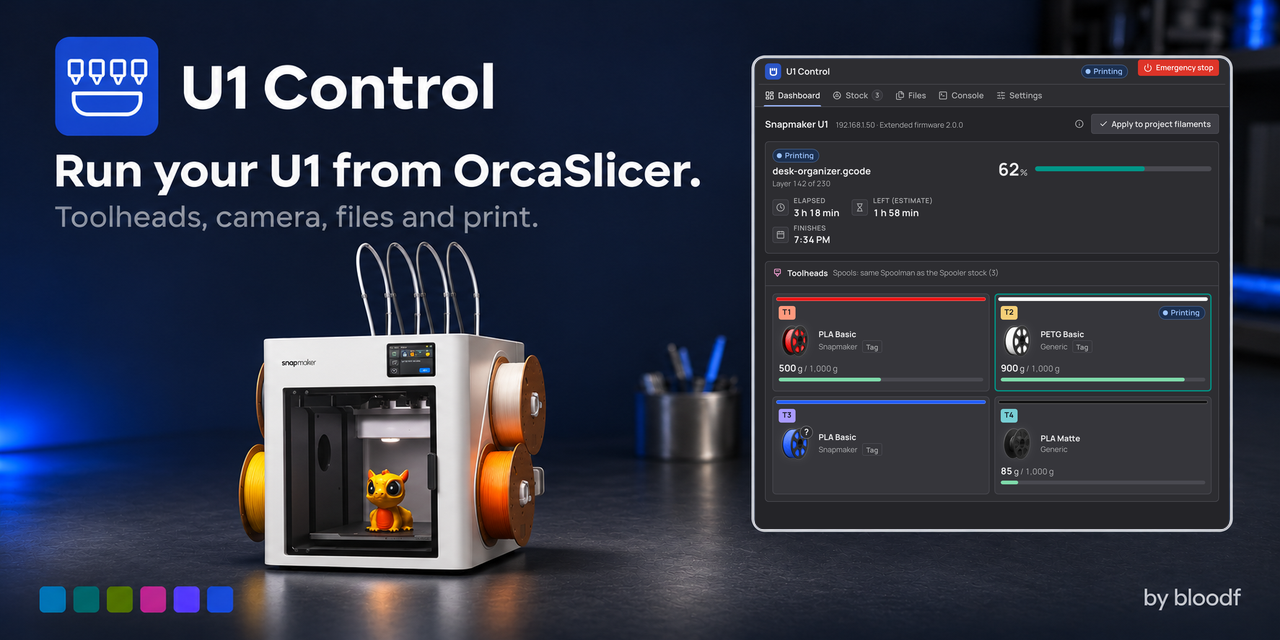 U1 Control
Run your U1 from OrcaSlicer.
Toolheads, camera, files and print.
snapmaker
U1 Control
Printing
Emergency stop
Dashboard
Stock 3
Files
Console
Settings
Snapmaker U1
192.168.1.50 · Extended firmware 2.0.0
Apply to project filaments
Printing
desk-organizer.gcode
Layer 142 of 230
62%
ELAPSED
3 h 18 min
LEFT (ESTIMATE)
1 h 58 min
FINISHES
7:34 PM
Toolheads
Spools: same Spoolman as the Spooler stock (3)
T1
PLA Basic
Snapmaker Tag
500 g / 1,000 g
T2
Printing
PETG Basic
Generic Tag
900 g / 1,000 g
T3
?
PLA Basic
Snapmaker Tag
T4
PLA Matte
Generic
85 g / 1,000 g
by bloodf